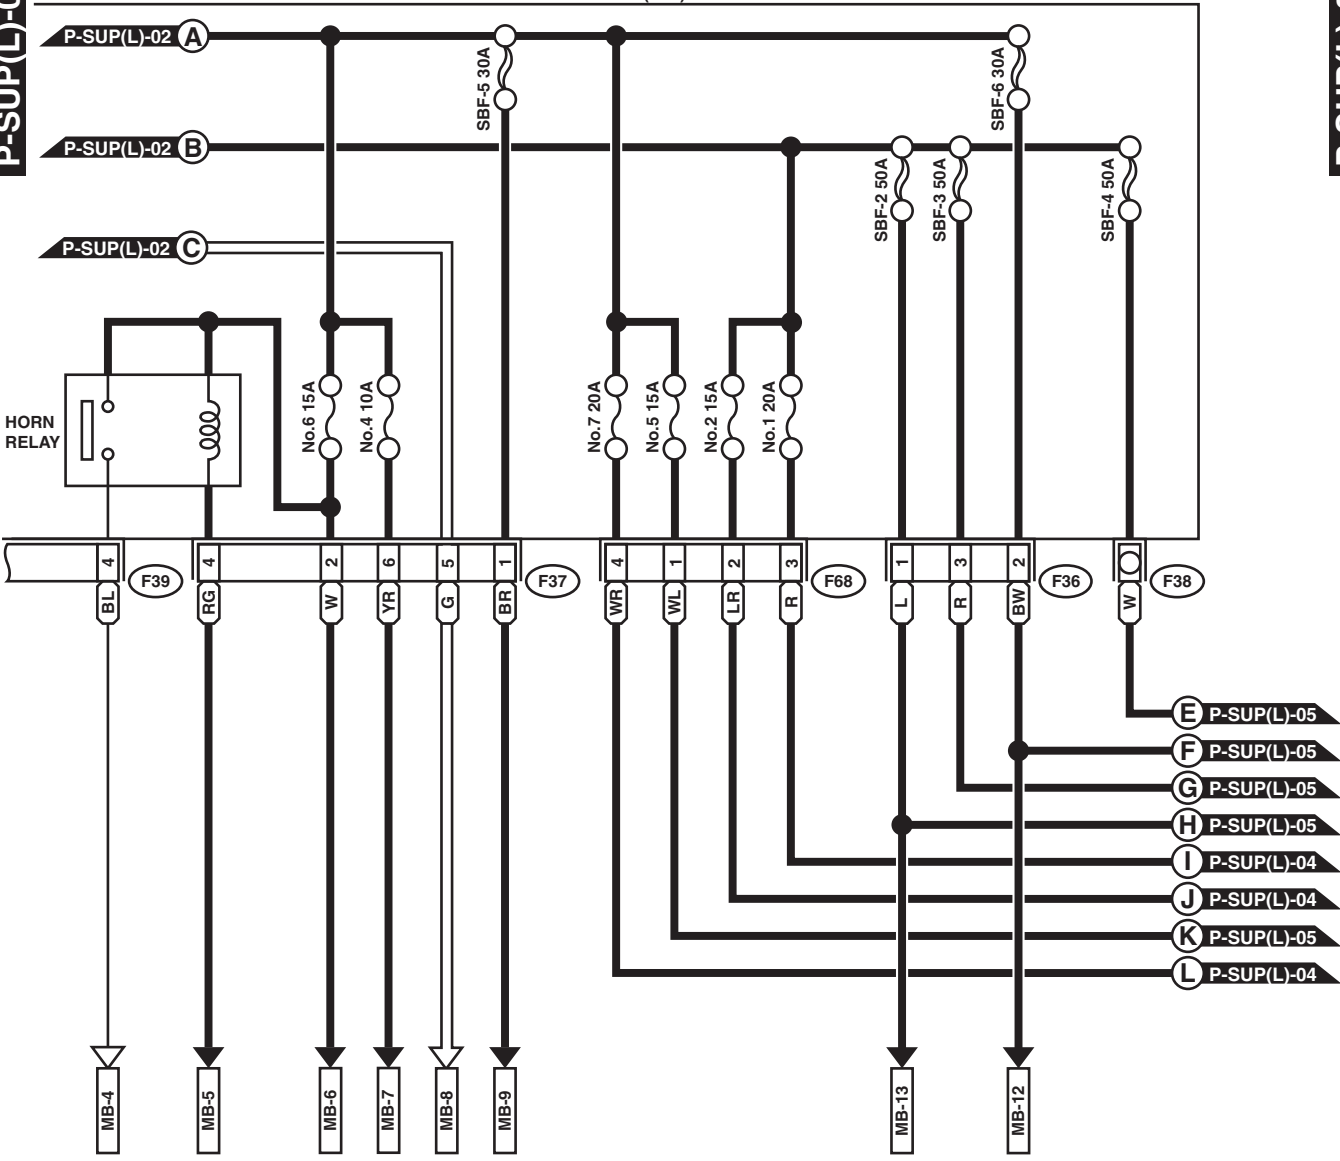 P-SUP(L)-02 A
SBF-5 30A
SBF-6 30A
P-SUP(L)-02 B
SBF-2 50A
SBF-3 50A
SBF-4 50A
P-SUP(L)-02 C
HORN
RELAY
No.6 15A
No.4 10A
No.7 20A
No.5 15A
No.2 15A
No.1 20A
4 F39
4 2 6 5 1 F37
4 1 2 3 F68
1 3 2 F36
F38
BL RG W YR G BR WR WL LR R L R BW W
E P-SUP(L)-05
F P-SUP(L)-05
G P-SUP(L)-05
H P-SUP(L)-05
I P-SUP(L)-04
J P-SUP(L)-04
K P-SUP(L)-05
L P-SUP(L)-04
MB-4
MB-5
MB-6
MB-7
MB-8
MB-9
MB-13
MB-12